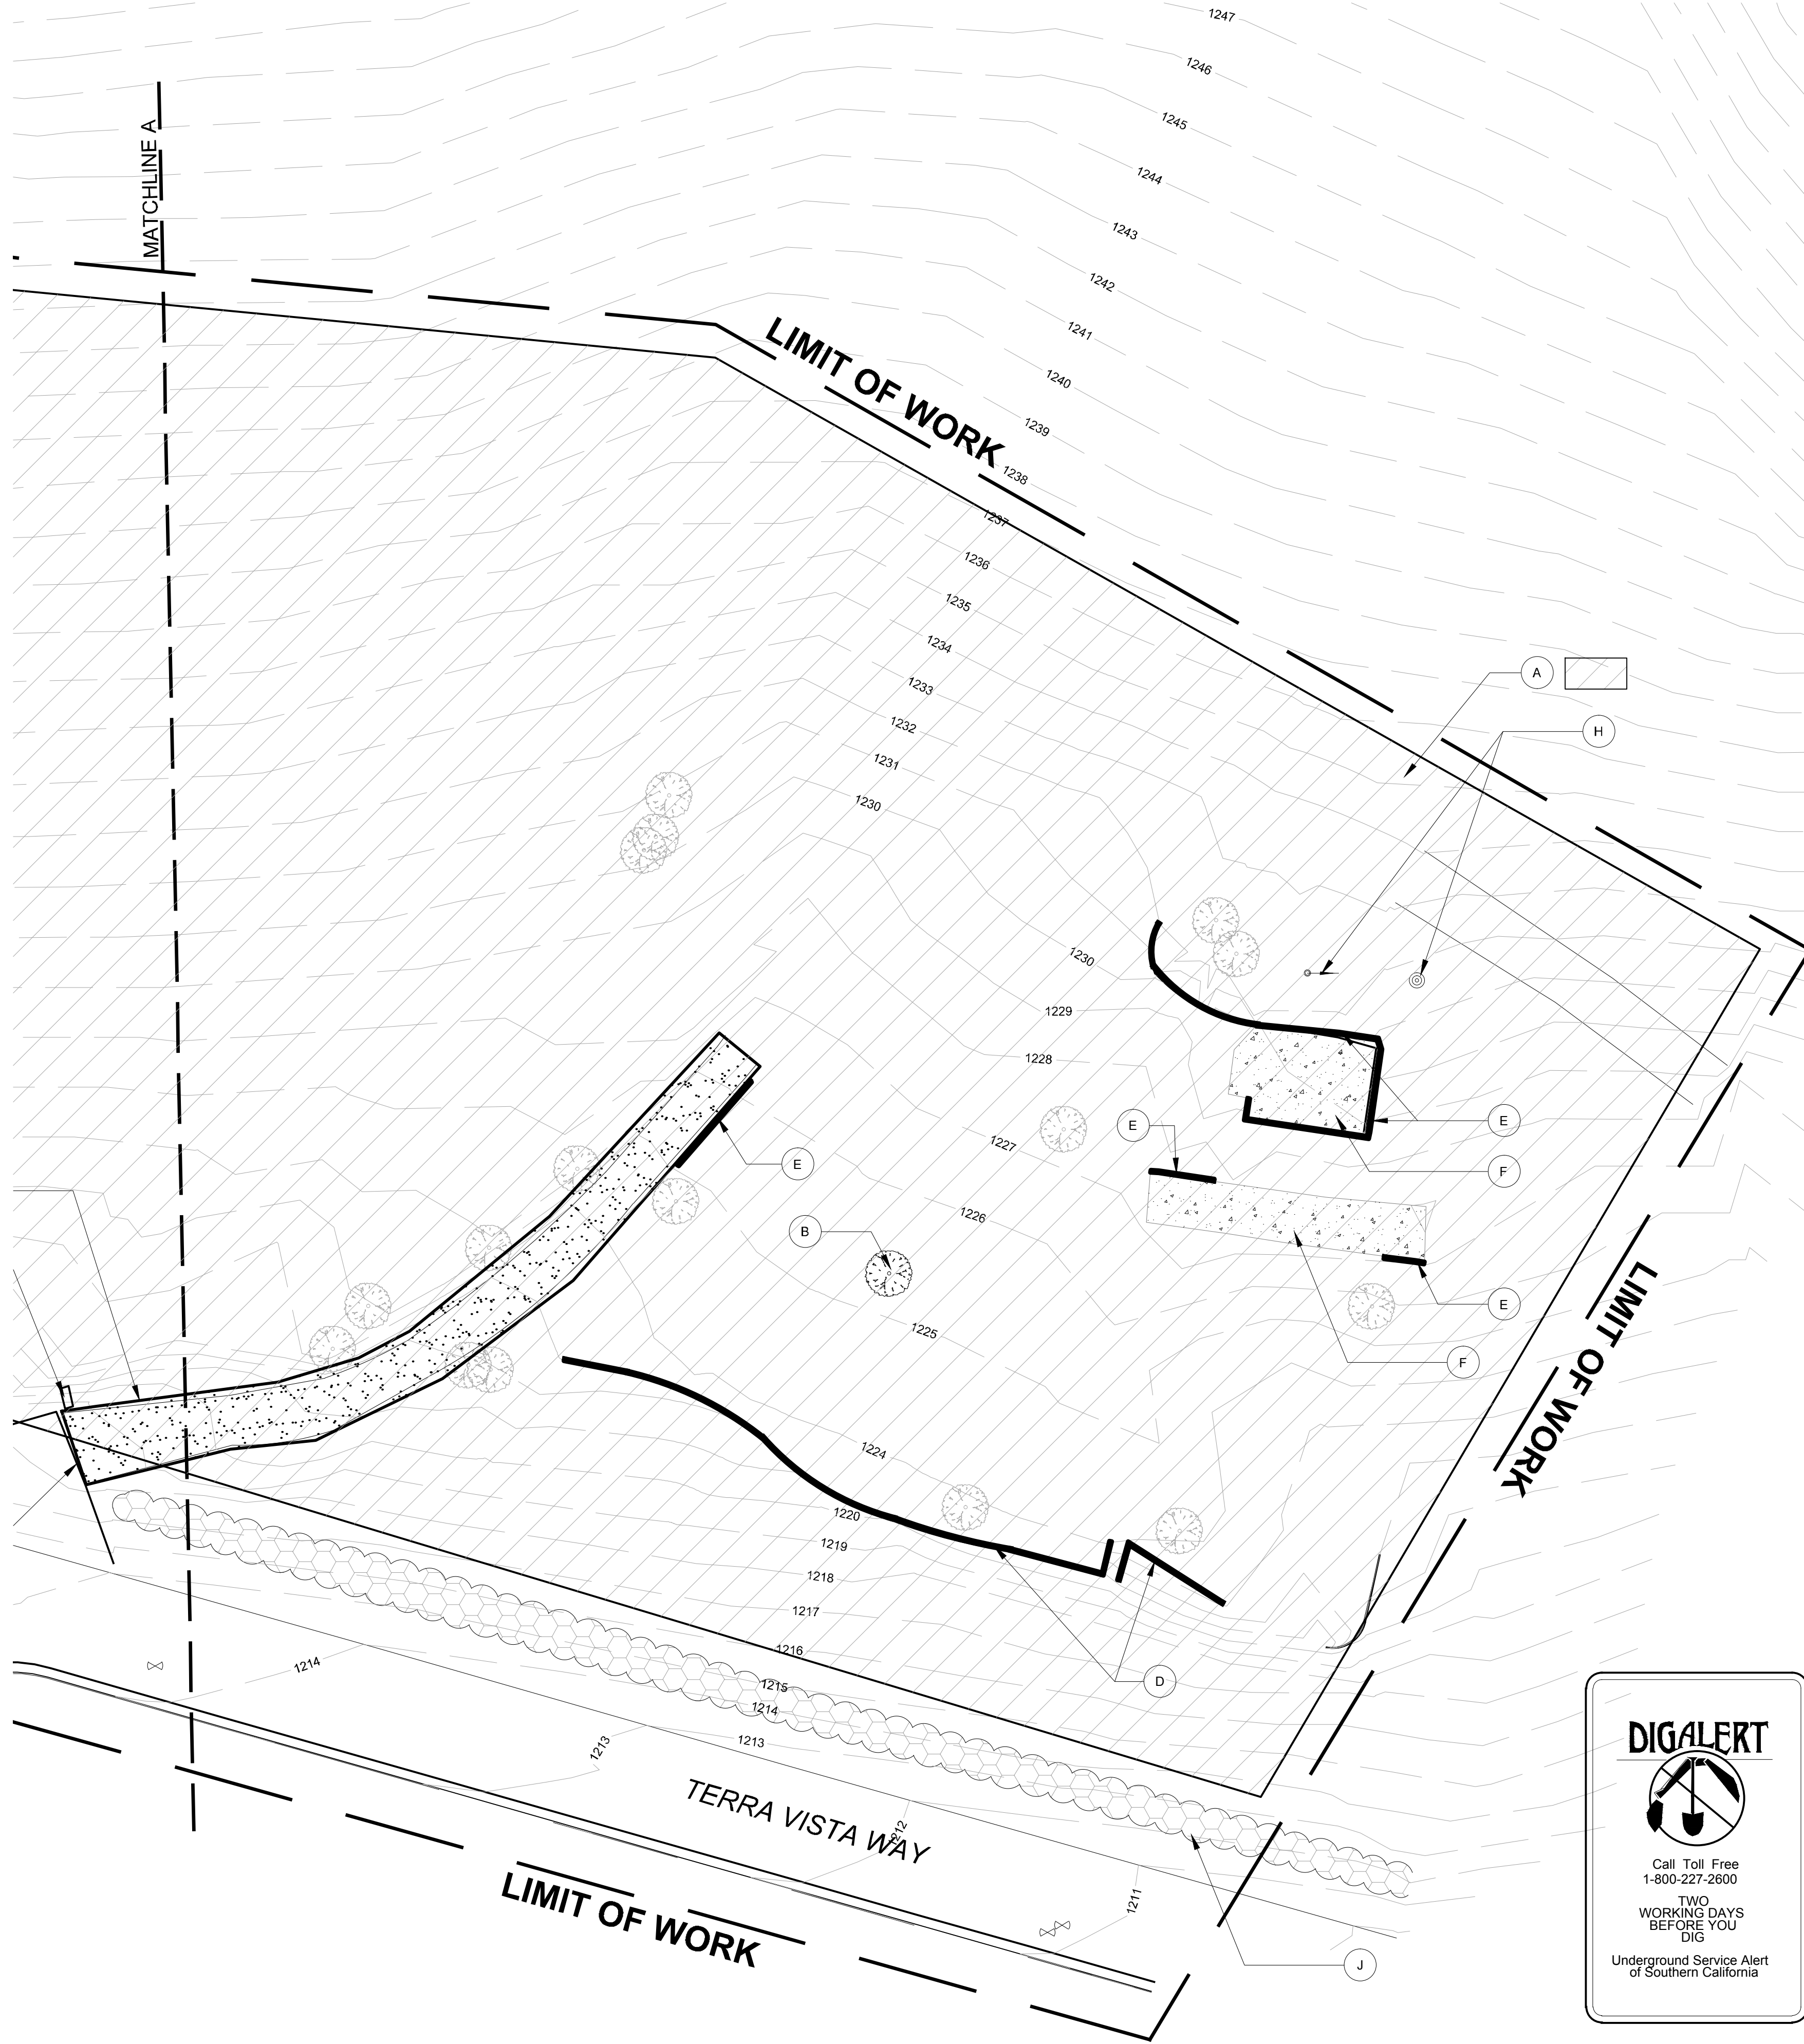 1247
1246
1245
1244
1243
1242
1241
1240
1239
1238
1237
1236
1235
1234
1233
1232
1231
1230
MATCHLINE A
LIMIT OF WORK
A
H
1230
1229
1228
1227
1226
1225
1224
1220
1219
1218
1217
1216
1215
1214
1213
E
E
E
F
B
E
F
LIMIT OF WORK
D
1214
1213
1212
1211
TERRA VISTA WAY
LIMIT OF WORK
J
DIGALERT
Call Toll Free
1-800-227-2600
TWO
WORKING DAYS
BEFORE YOU
DIG
Underground Service Alert
of Southern California